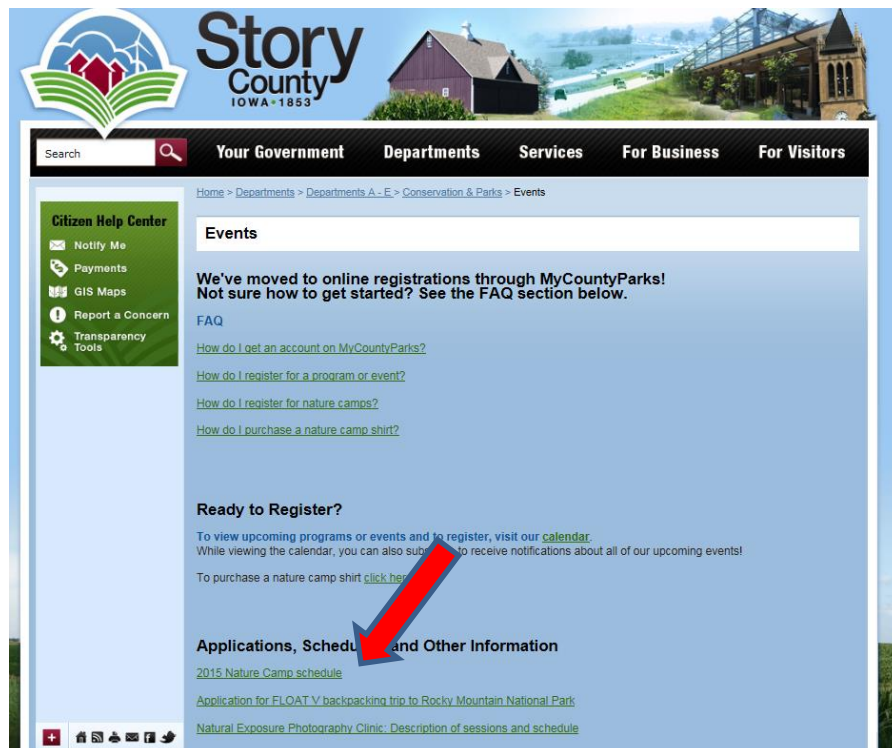 Story
County
IOWA•1853
Search
Your Government Departments Services For Business For Visitors
Home > Departments > Departments A - E > Conservation & Parks > Events
Citizen Help Center
Notify Me
Payments
GIS Maps
Report a Concern
Transparency
Tools
Events
We've moved to online registrations through MyCountyParks!
Not sure how to get started? See the FAQ section below.
FAQ
How do I get an account on MyCountyParks?
How do I register for a program or event?
How do I register for nature camps?
How do I purchase a nature camp shirt?
Ready to Register?
To view upcoming programs or events and to register, visit our calendar.
While viewing the calendar, you can also to receive notifications about all of our upcoming events!
To purchase a nature camp shirt click
Applications, and Other Information
2015 Nature Camp schedule
Application for FLOAT V backpacking trip to Rocky Mountain National Park
Natural Exposure Photography Clinic: Description of sessions and schedule